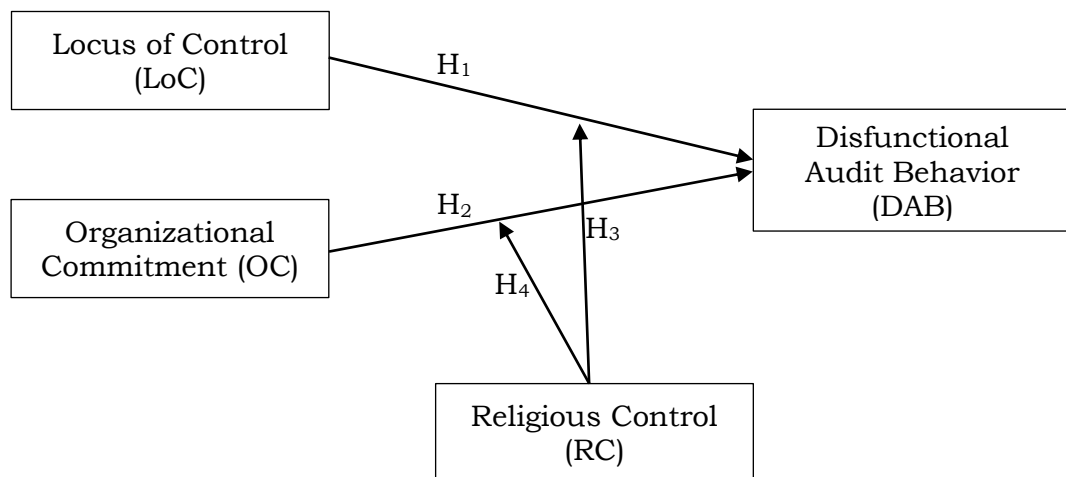 Locus of Control
(LoC)
H₁
Disfunctional
Audit Behavior
(DAB)
H₂
Organizational
Commitment (OC)
H₃
H₄
Religious Control
(RC)